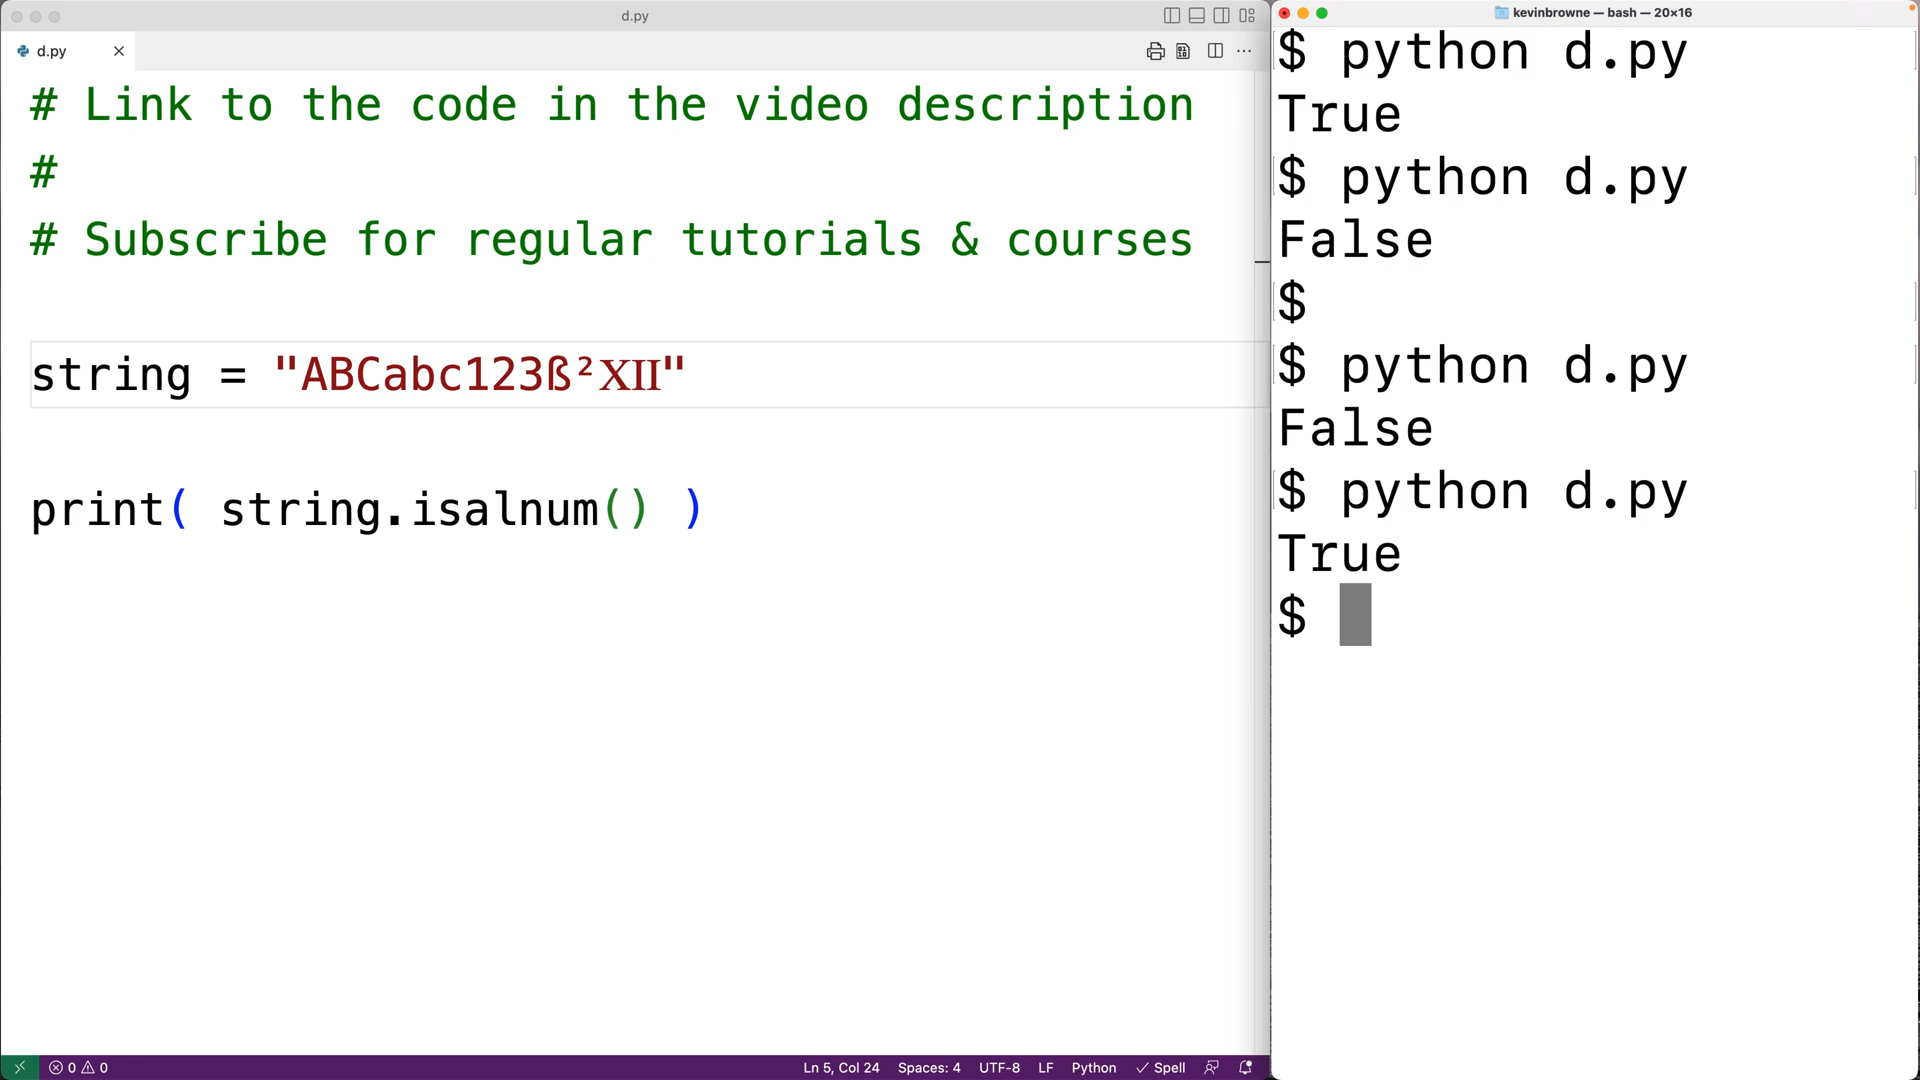 d.py
d.py
# Link to the code in the video description
#
# Subscribe for regular tutorials & courses
string = "ABCabc123ß²Ⅻ"
print( string.isalnum() )
0 0
Ln 5, Col 24 Spaces: 4 UTF-8 LF Python Spell
kevinbrowne — bash — 20×16
$ python d.py
True
$ python d.py
False
$
$ python d.py
False
$ python d.py
True
$